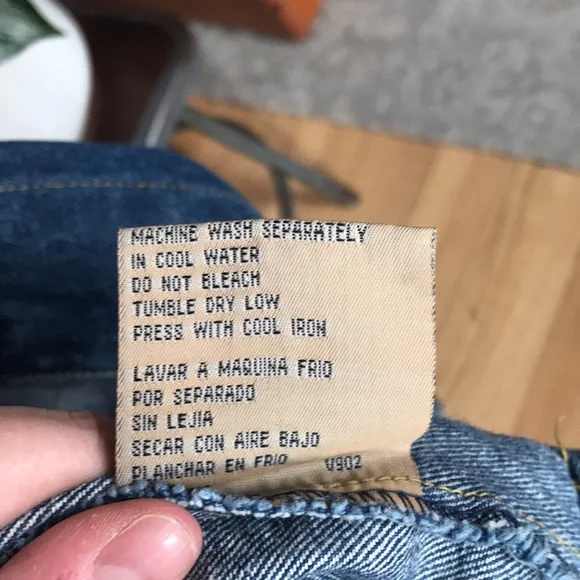 MACHINE WASH SEPARATELY
IN COOL WATER
DO NOT BLEACH
TUMBLE DRY LOW
PRESS WITH COOL IRON
LAVAR A MAQUINA FRIO
POR SEPARADO
SIN LEJIA
SECAR CON AIRE BAJO
PLANCHAR EN FRIO V902